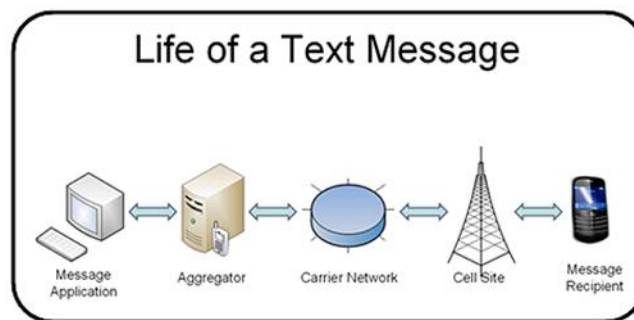 Life of a Text Message
Message
Application
Aggregator
Carrier Network
Cell Site
Message
Recipient